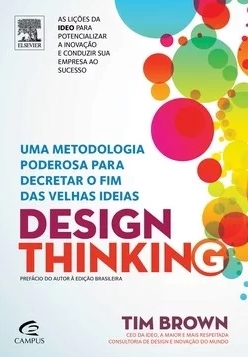 ELSEVIER
AS LIÇÕES DA
IDEO PARA
POTENCIALIZAR
A INOVAÇÃO
E CONDUZIR SUA
EMPRESA AO
SUCESSO
UMA METODOLOGIA
PODEROSA PARA
DECRETAR O FIM
DAS VELHAS IDEIAS
DESIGN
THINKING
PREFÁCIO DO AUTOR À EDIÇÃO BRASILEIRA
TIM BROWN
CEO DA IDEO, A MAIOR E MAIS RESPEITADA
CONSULTORIA DE DESIGN E INOVAÇÃO DO MUNDO
CAMPUS